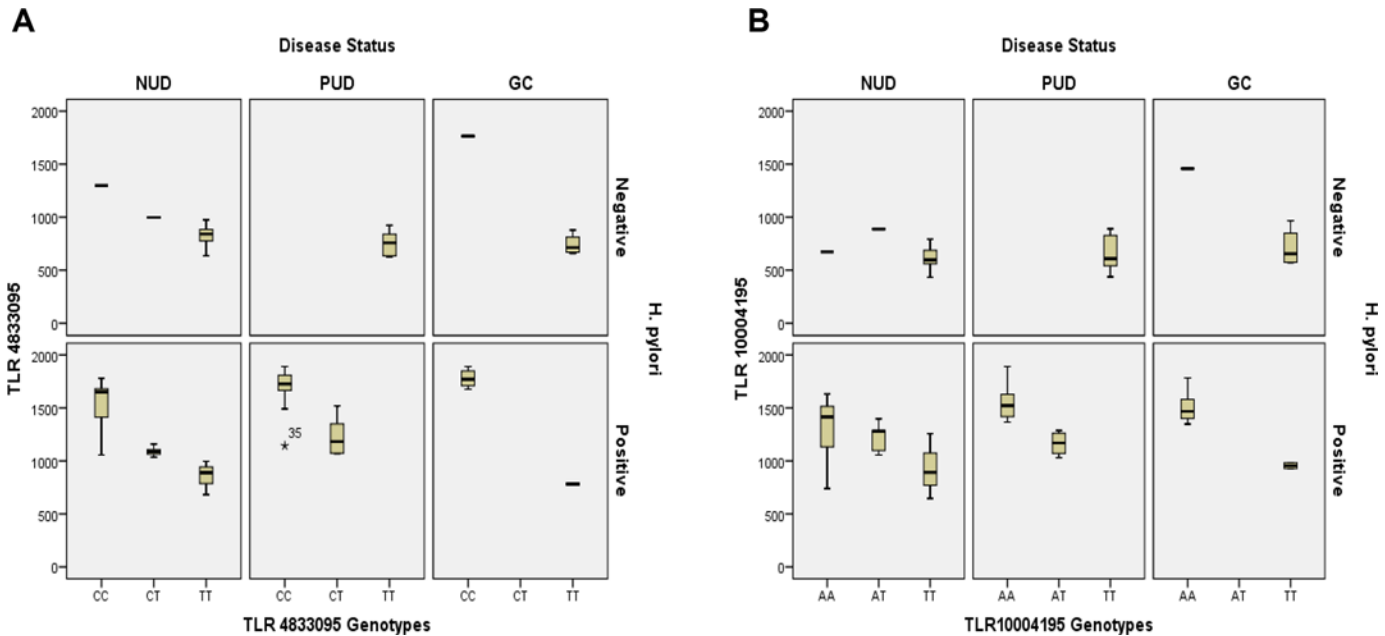 A
Disease Status
NUD PUD GC
2000
1500
1000
500
0
Negative
2000
1500
1000
500
0
35
Positive
TLR 4833095
H. pylori
CC CT TT CC CT TT CC CT TT
TLR 4833095 Genotypes
B
Disease Status
NUD PUD GC
2000
1500
1000
500
0
Negative
2000
1500
1000
500
0
Positive
TLR 10004195
H. pylori
AA AT TT AA AT TT AA AT TT
TLR10004195 Genotypes